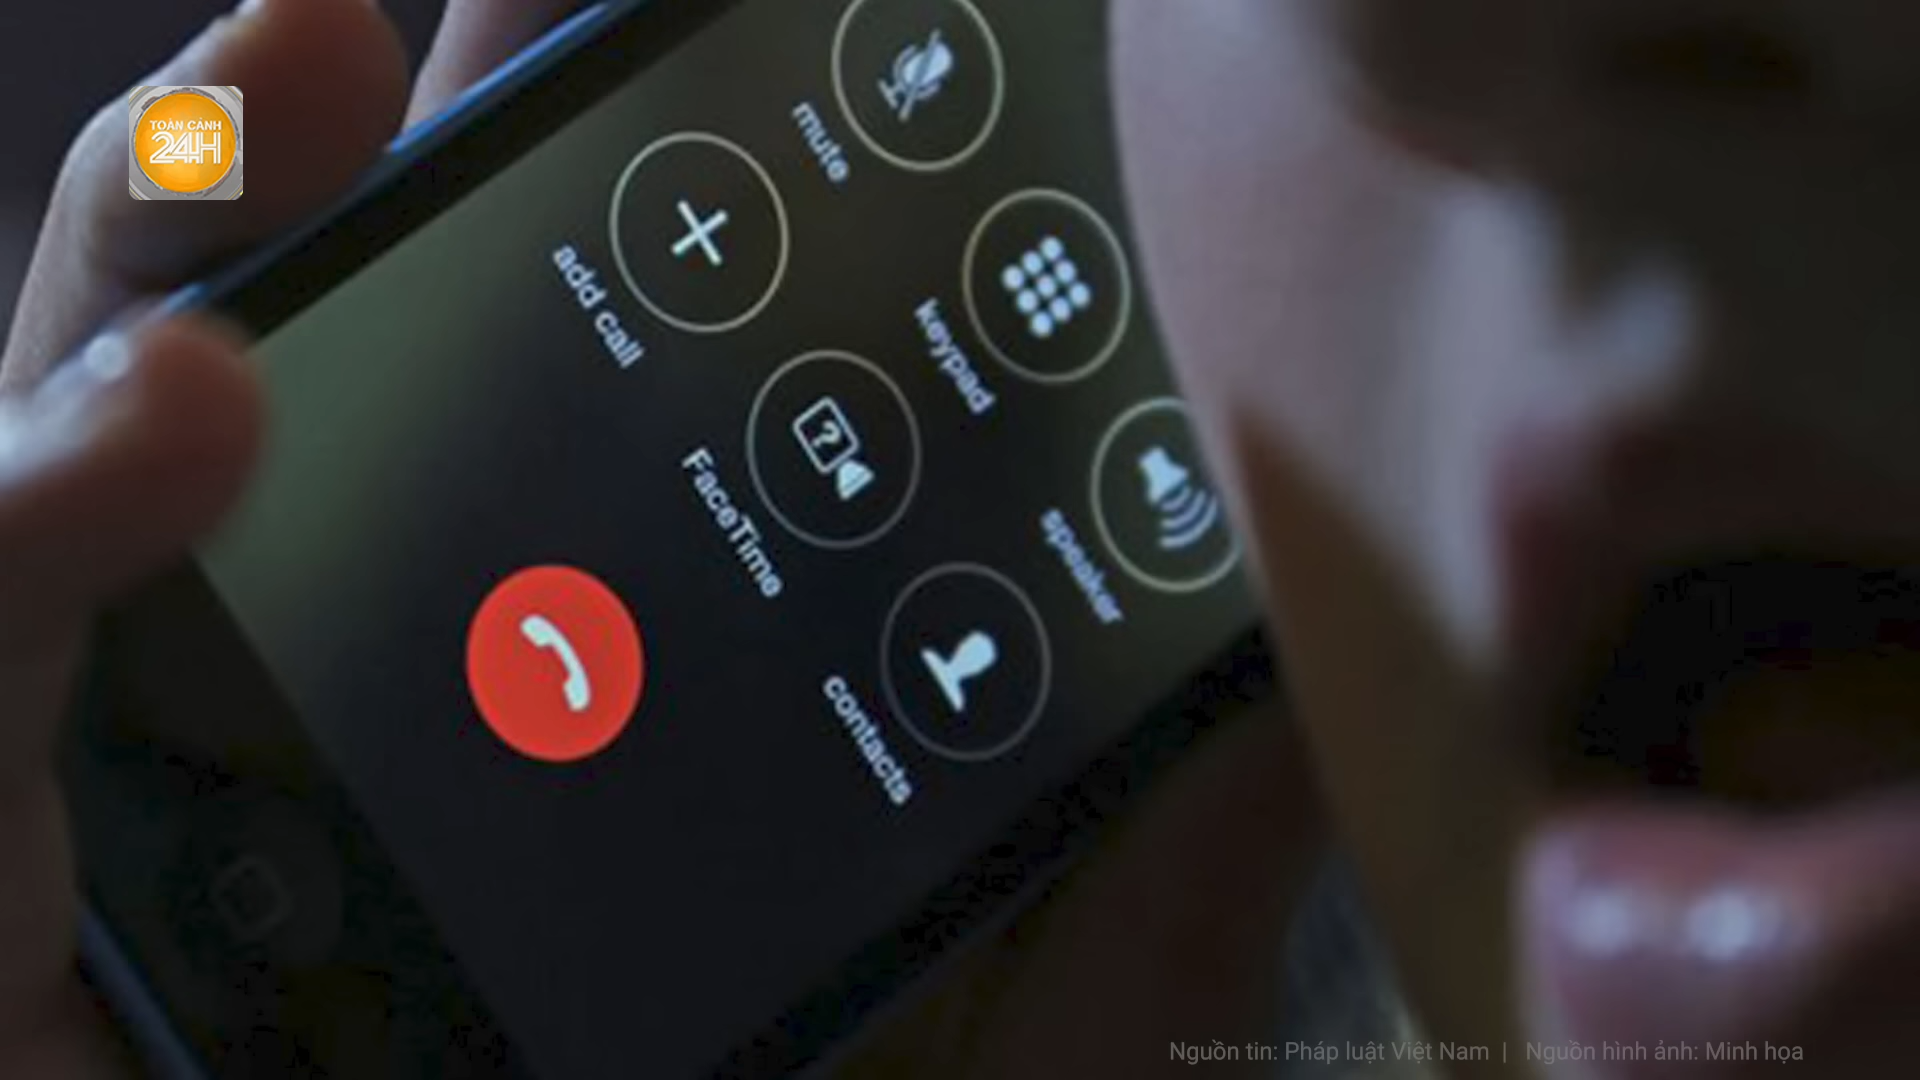 TOÀN CẢNH
24H
mute
add call
keypad
FaceTime
speaker
contacts
Nguồn tin: Pháp luật Việt Nam | Nguồn hình ảnh: Minh họa